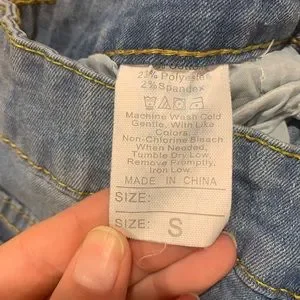 Polyester
2%Spandex
Machine Wash Cold
Gentle, With Like
Colors.
Non-Chlorine Bleach
When Needed,
Tumble Dry Low,
Remove Promptly,
Iron Low.
MADE IN CHINA
SIZE:
SIZE: S